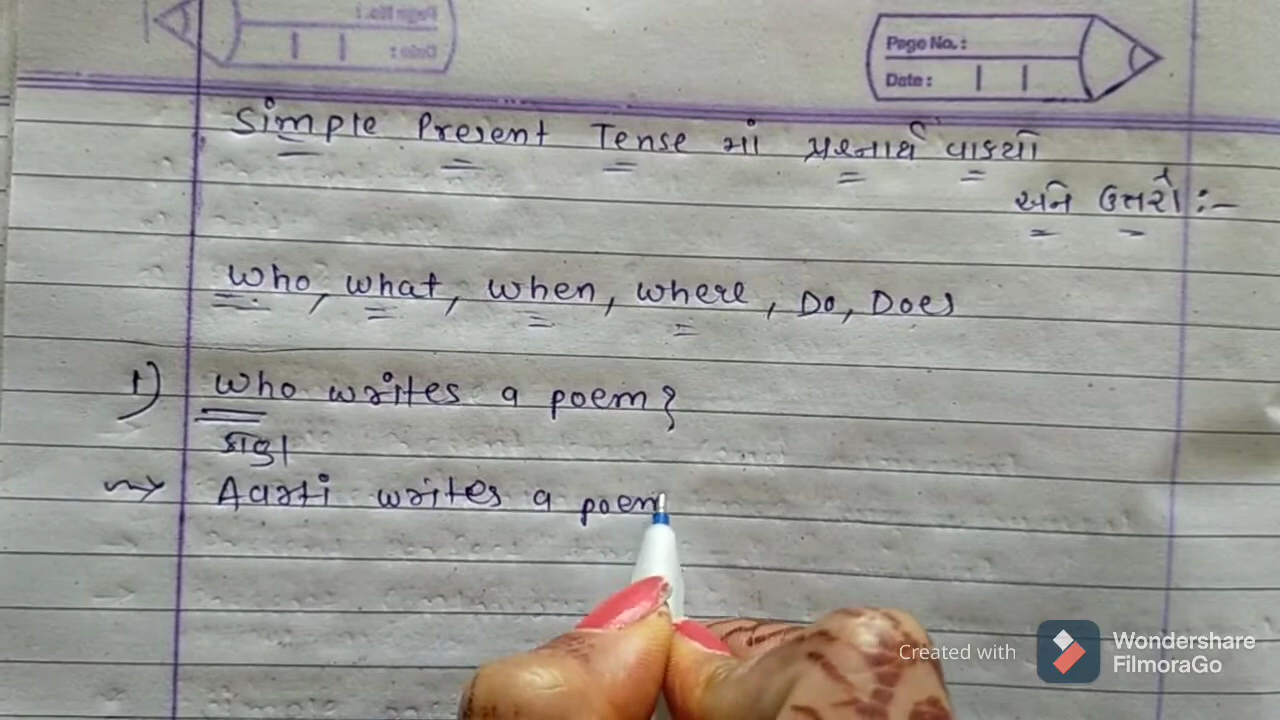 Page No. :
Date :
Simple Present Tense માં પ્રશ્નાર્થ વાક્યો
અને ઉત્તરો :-
Who, what, when, where, Do, Does
1) Who writes a poem?
કોણ
Aarti writes a poem
Created with
Wondershare
FilmoraGo